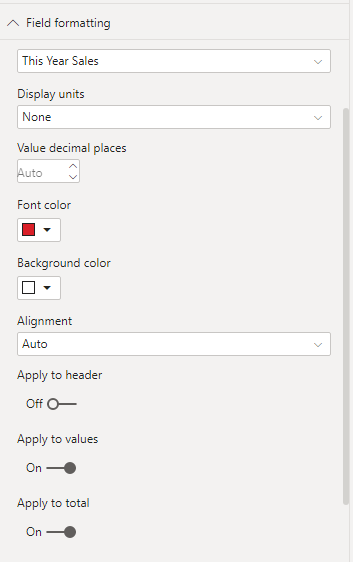 Field formatting
This Year Sales
Display units
None
Value decimal places
Auto
Font color
Background color
Alignment
Auto
Apply to header
Off
Apply to values
On
Apply to total
On